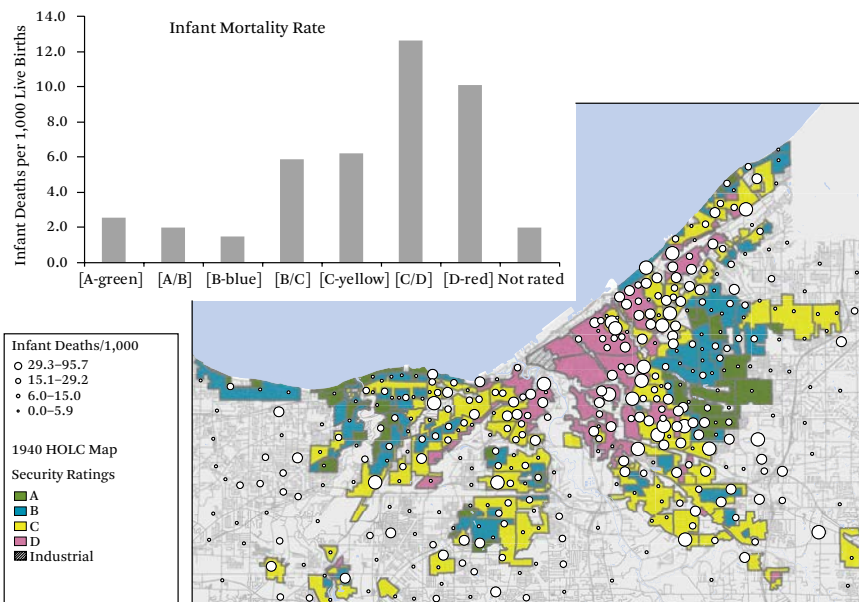 Infant Mortality Rate
Infant Deaths per 1,000 Live Births
14.0
12.0
10.0
8.0
6.0
4.0
2.0
0.0
[A-green] [A/B] [B-blue] [B/C] [C-yellow] [C/D] [D-red] Not rated
Infant Deaths/1,000
29.3–95.7
15.1–29.2
6.0–15.0
0.0–5.9
1940 HOLC Map
Security Ratings
A
B
C
D
Industrial